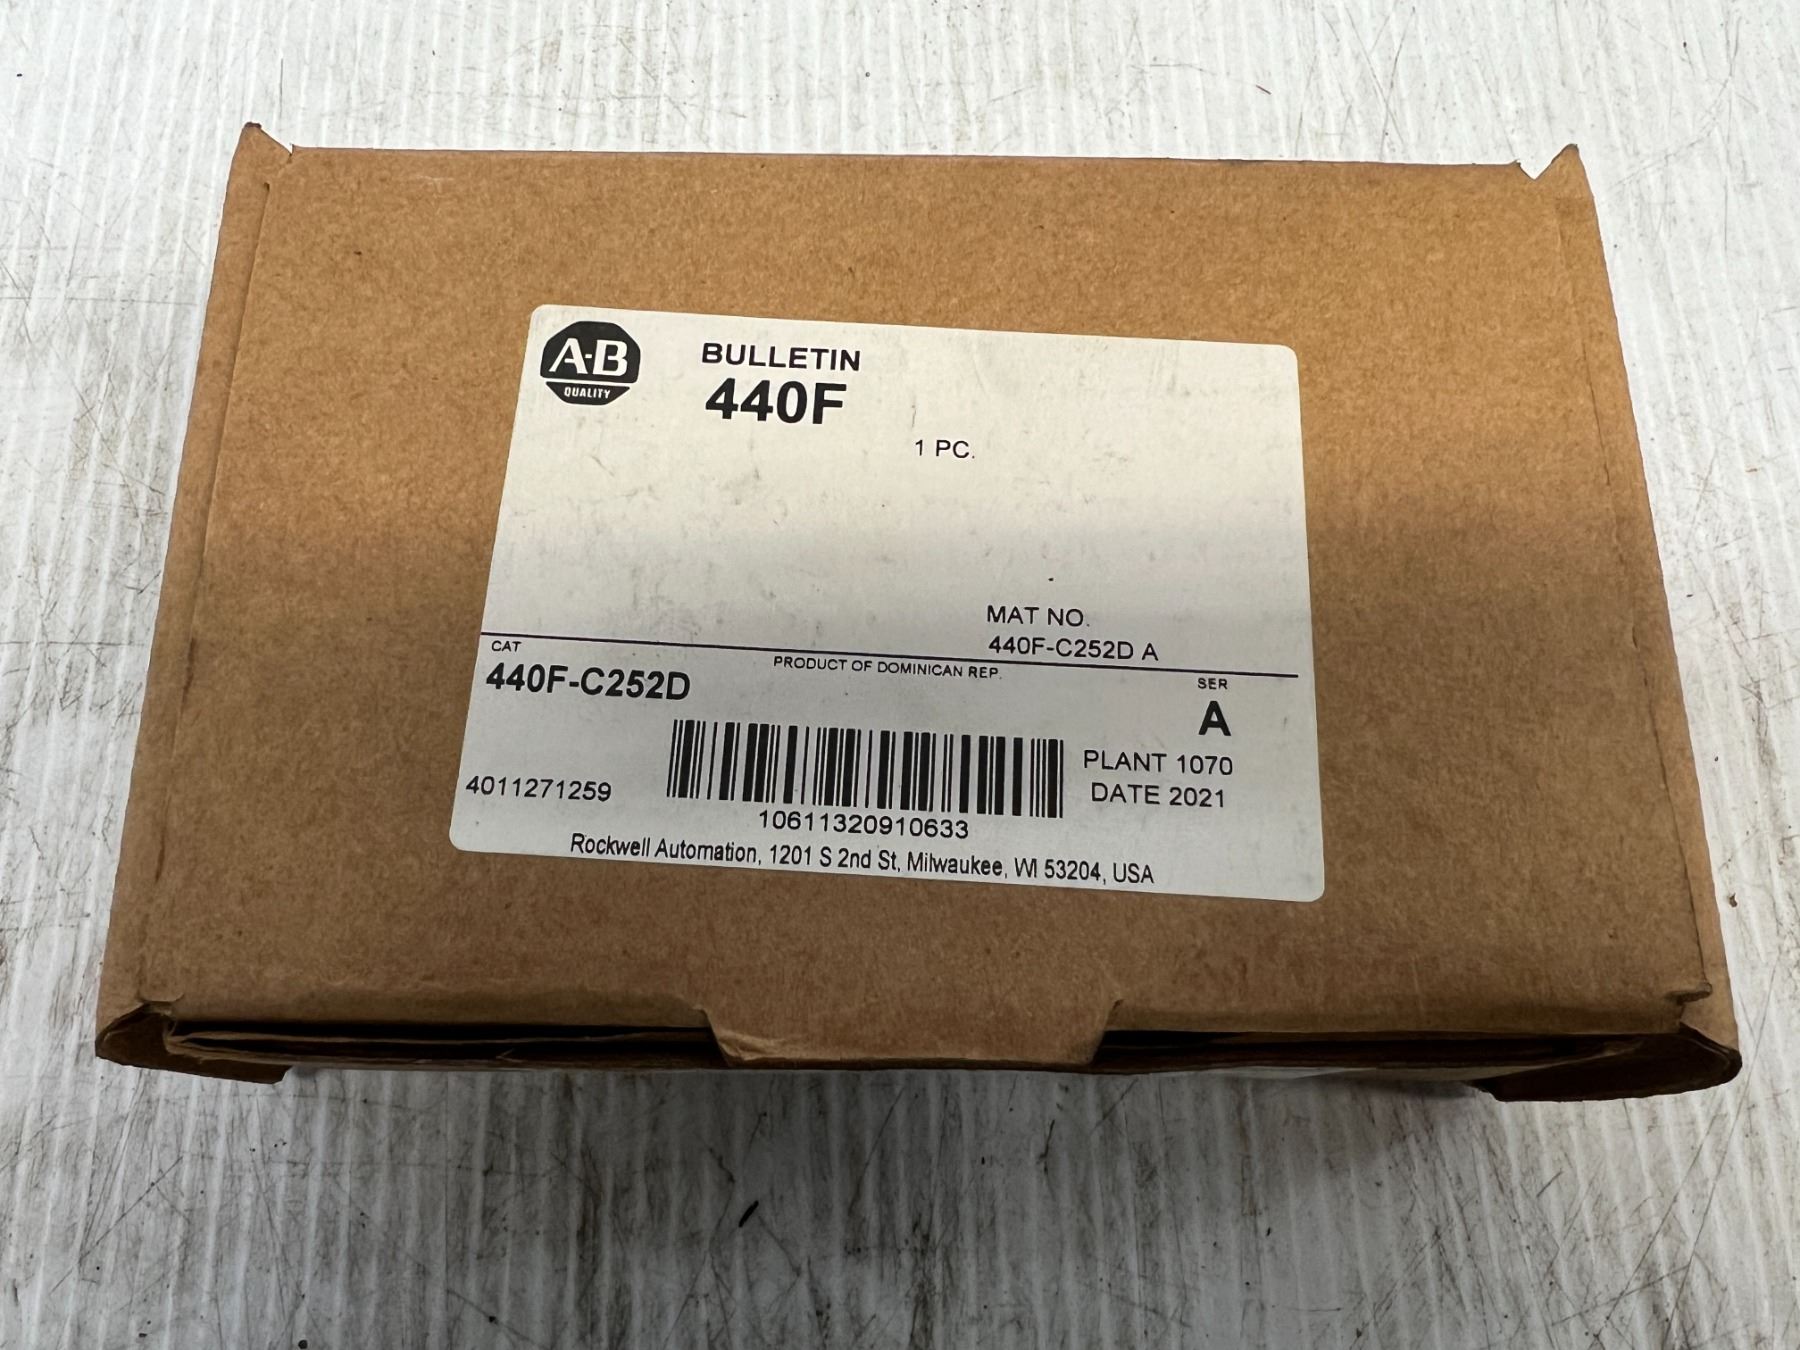 A-B
QUALITY
BULLETIN
440F
1 PC.
MAT NO.
440F-C252D A
CAT
440F-C252D
PRODUCT OF DOMINICAN REP.
SER
A
PLANT 1070
DATE 2021
4011271259
10611320910633
Rockwell Automation, 1201 S 2nd St, Milwaukee, WI 53204, USA